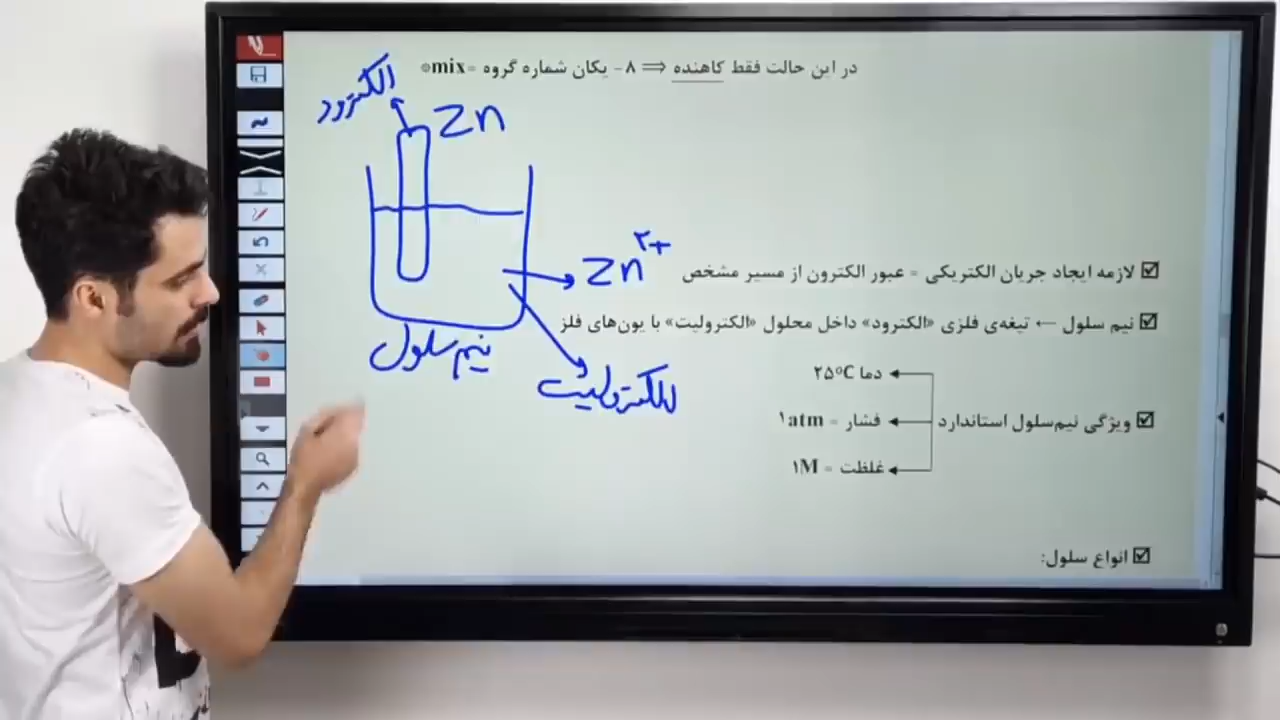 در این حالت فقط کاهنده ⟹ ۸- یکان شماره گروه =mix*
الکترود
Zn
Zn²⁺
☑ لازمه ایجاد جریان الکتریکی = عبور الکترون از مسیر مشخص
☑ نیم سلول ← تیغه‌ی فلزی «الکترود» داخل محلول «الکترولیت» با یون‌های فلز
نیم سلول
الکترولیت
دما ۲۵°C
☑ ویژگی نیم‌سلول استاندارد
فشار = ۱atm
غلظت = ۱M
☑ انواع سلول: